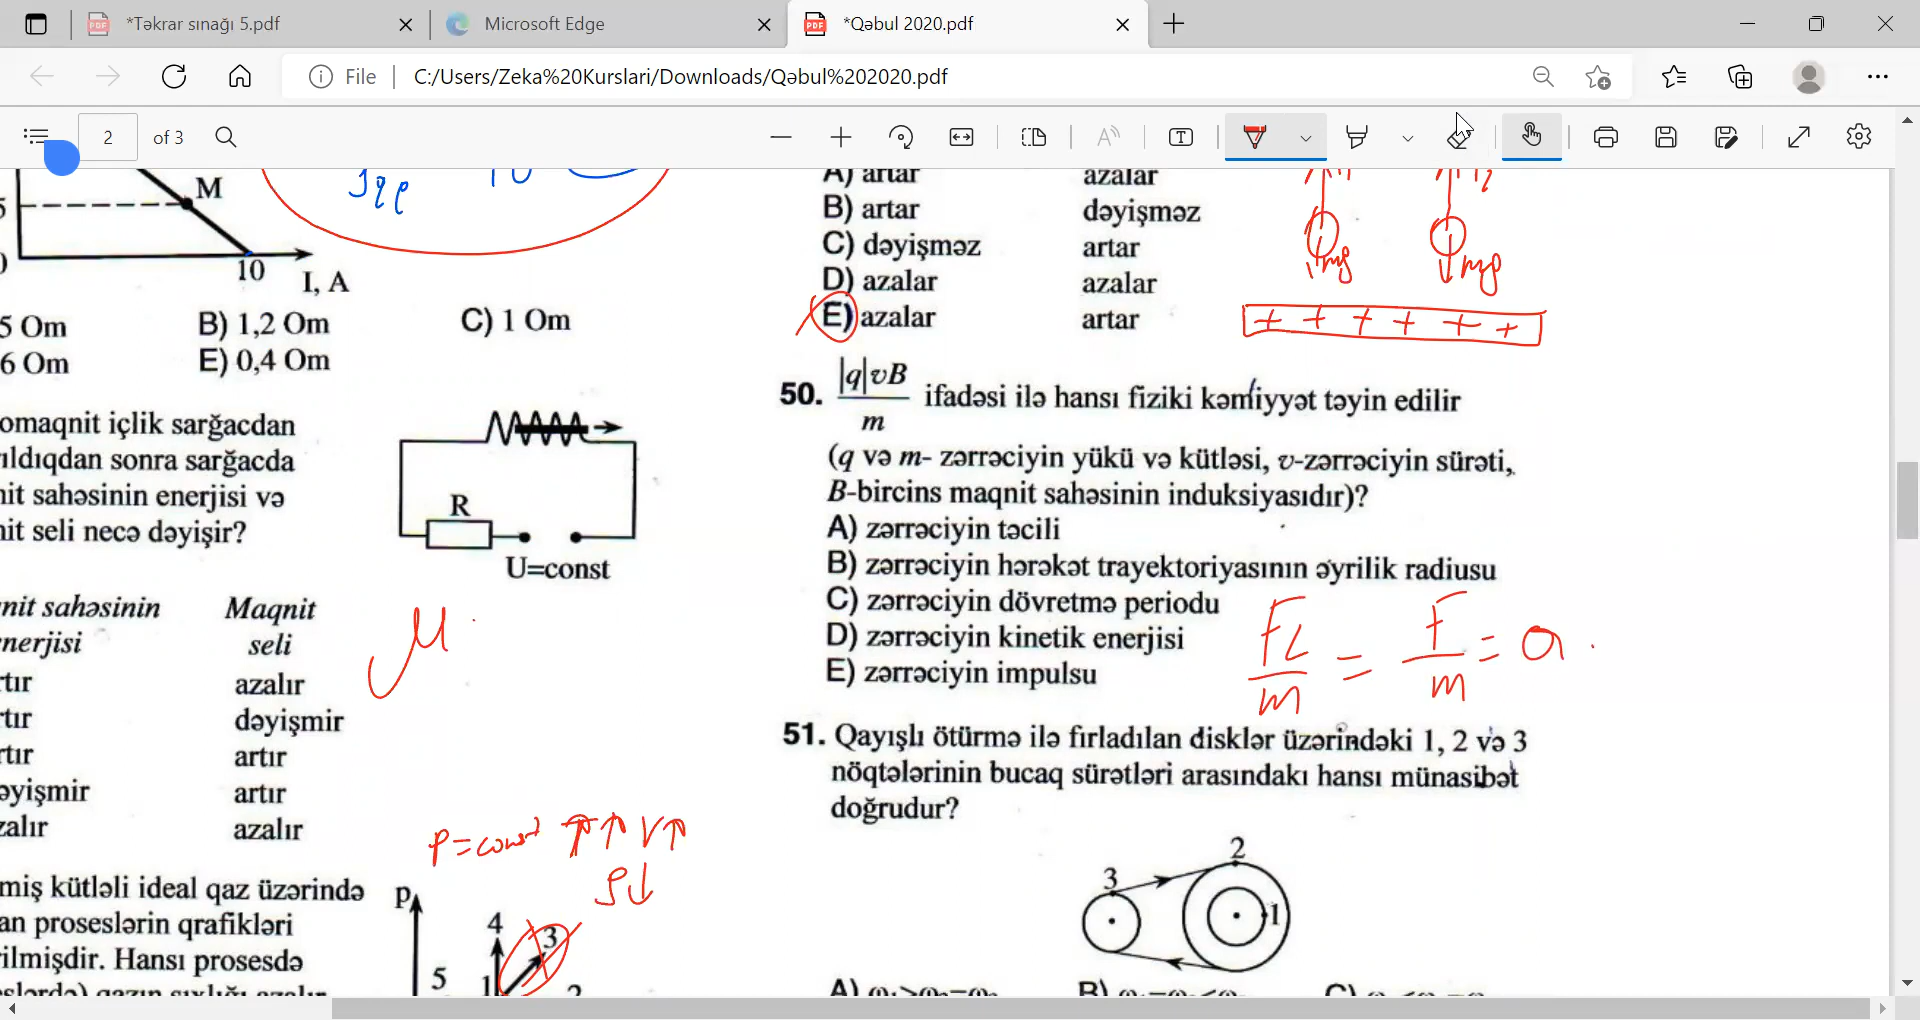 *Təkrar sınağı 5.pdf
Microsoft Edge
*Qəbul 2020.pdf
File
C:/Users/Zeka%20Kurslari/Downloads/Qəbul%202020.pdf
2 of 3
M
10
I, A
5 Om B) 1,2 Om C) 1 Om
6 Om E) 0,4 Om
omaqnit içlik sarğacdan
ıldıqdan sonra sarğacda
nit sahəsinin enerjisi və
nit seli necə dəyişir?
R
U=const
nit sahəsinin Maqnit
nerjisi seli
tır azalır
tır dəyişmir
rtır artır
əyişmir artır
zalır azalır
M
P=const T↑↑ V↑
ρ↓
miş kütləli ideal qaz üzərində
an proseslərin qrafikləri
rilmişdir. Hansı prosesdə
p
4
3
5
1
2
A) artar azalar
B) artar dəyişməz
C) dəyişməz artar
D) azalar azalar
E) azalar artar
mg mg
+ + + + + +
50. |q|vB/m ifadəsi ilə hansı fiziki kəmiyyət təyin edilir
(q və m- zərrəciyin yükü və kütləsi, v-zərrəciyin sürəti,
B-bircins maqnit sahəsinin induksiyasıdır)?
A) zərrəciyin təcili
B) zərrəciyin hərəkət trayektoriyasının əyrilik radiusu
C) zərrəciyin dövretmə periodu
D) zərrəciyin kinetik enerjisi
E) zərrəciyin impulsu
FL/m = F/m = a
51. Qayışlı ötürmə ilə fırladılan disklər üzərindəki 1, 2 və 3
nöqtələrinin bucaq sürətləri arasındakı hansı münasibət
doğrudur?
2
3
1